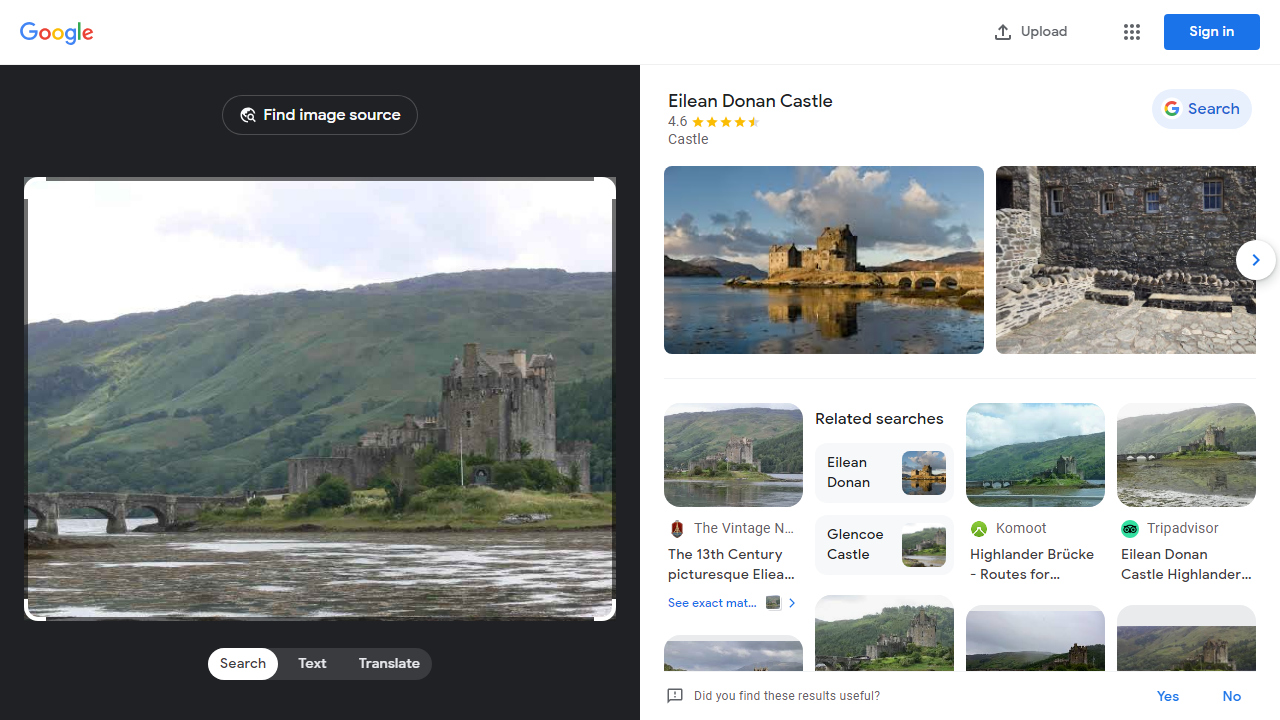 Google
Upload
Sign in
Find image source
Eilean Donan Castle
4.6
Castle
Search
Related searches
Eilean
Donan
Glencoe
Castle
The Vintage N...
The 13th Century
picturesque Eliea...
See exact mat...
Komoot
Highlander Brücke
- Routes for...
Tripadvisor
Eilean Donan
Castle Highlander...
Search
Text
Translate
Did you find these results useful?
Yes
No